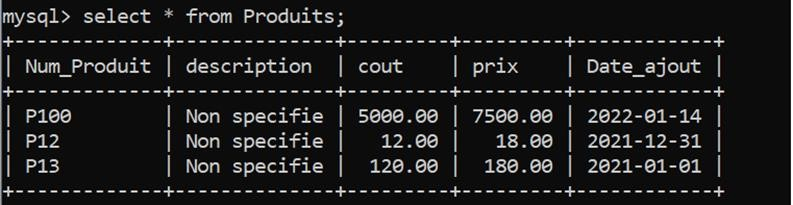 mysql> select * from Produits;
+-------------+--------------+---------+---------+------------+
| Num_Produit | description  | cout    | prix    | Date_ajout |
+-------------+--------------+---------+---------+------------+
| P100        | Non specifie | 5000.00 | 7500.00 | 2022-01-14 |
| P12         | Non specifie |   12.00 |   18.00 | 2021-12-31 |
| P13         | Non specifie |  120.00 |  180.00 | 2021-01-01 |
+-------------+--------------+---------+---------+------------+